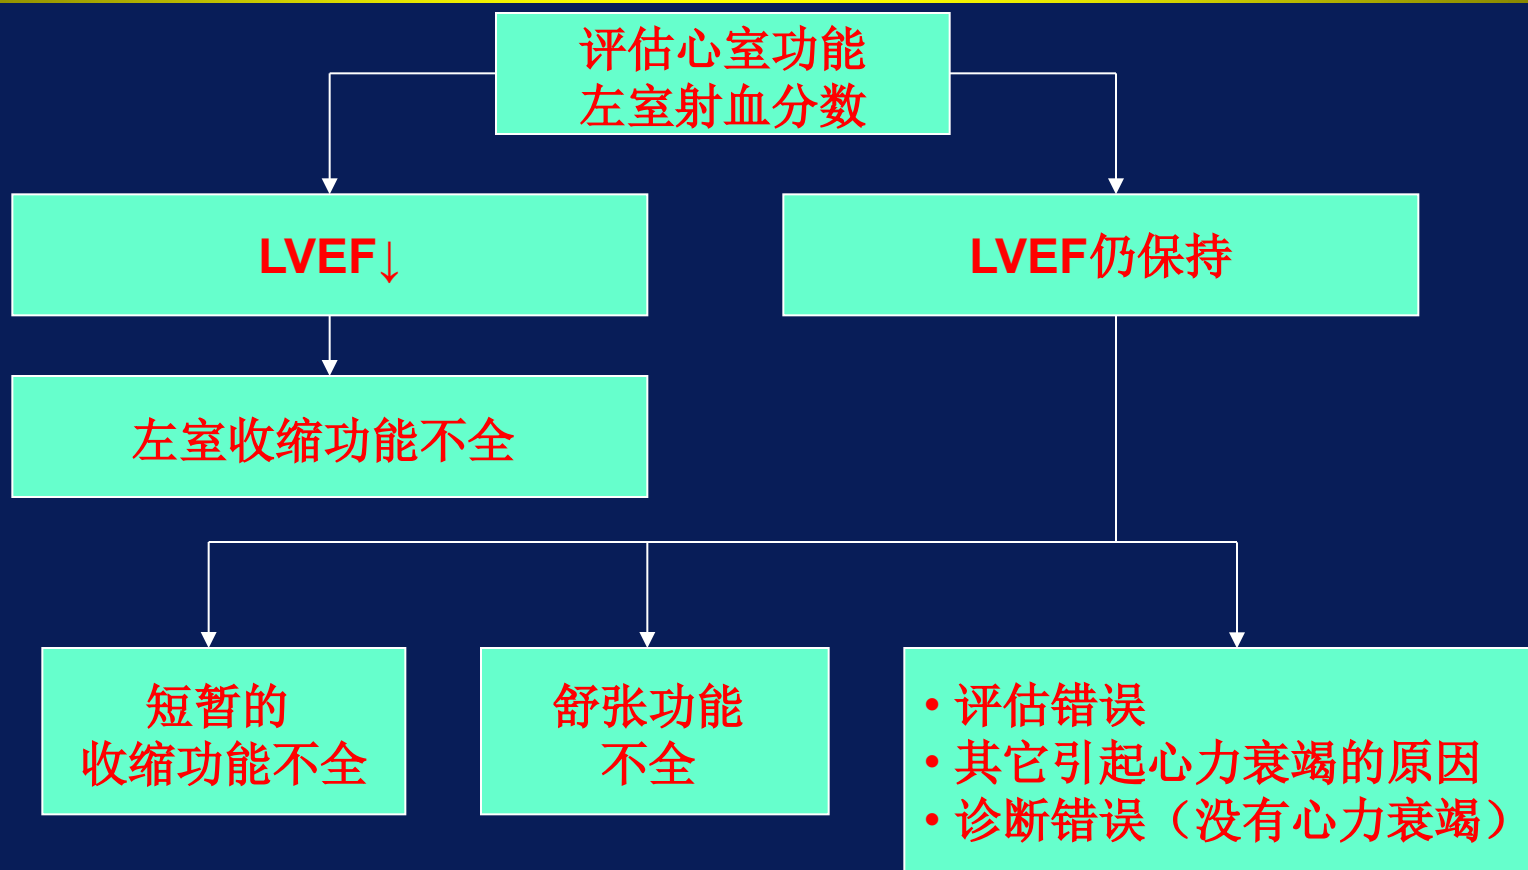 评估心室功能
左室射血分数
LVEF↓
LVEF仍保持
左室收缩功能不全
短暂的
收缩功能不全
舒张功能
不全
• 评估错误
• 其它引起心力衰竭的原因
• 诊断错误（没有心力衰竭）